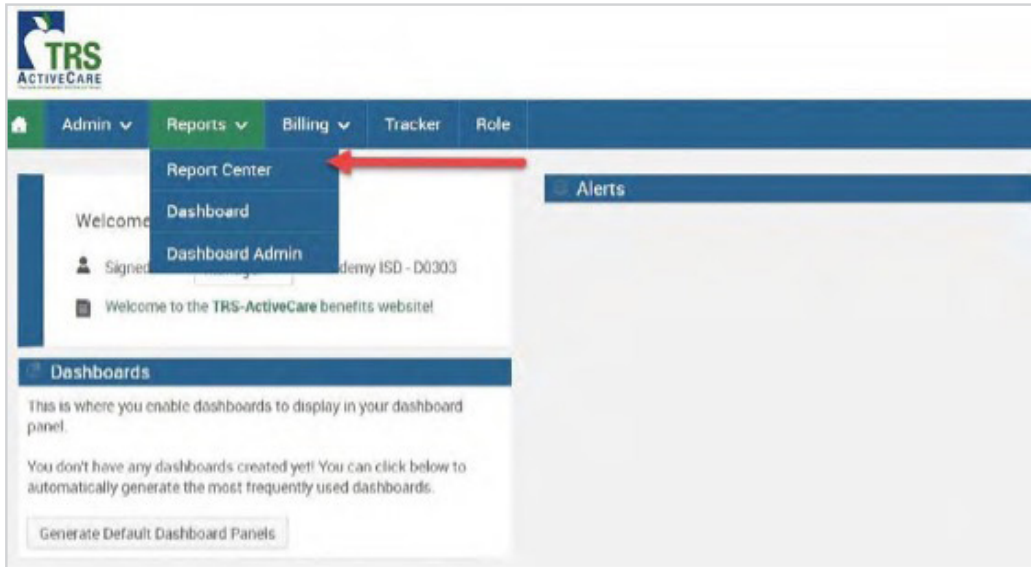 TRS
ACTIVECARE
Admin Reports Billing Tracker Role
Report Center
Dashboard
Dashboard Admin
Alerts
Welcome
Signed demy ISD - D0303
Welcome to the TRS-ActiveCare benefits website!
Dashboards
This is where you enable dashboards to display in your dashboard
panel.
You don't have any dashboards created yet! You can click below to
automatically generate the most frequently used dashboards.
Generate Default Dashboard Panels